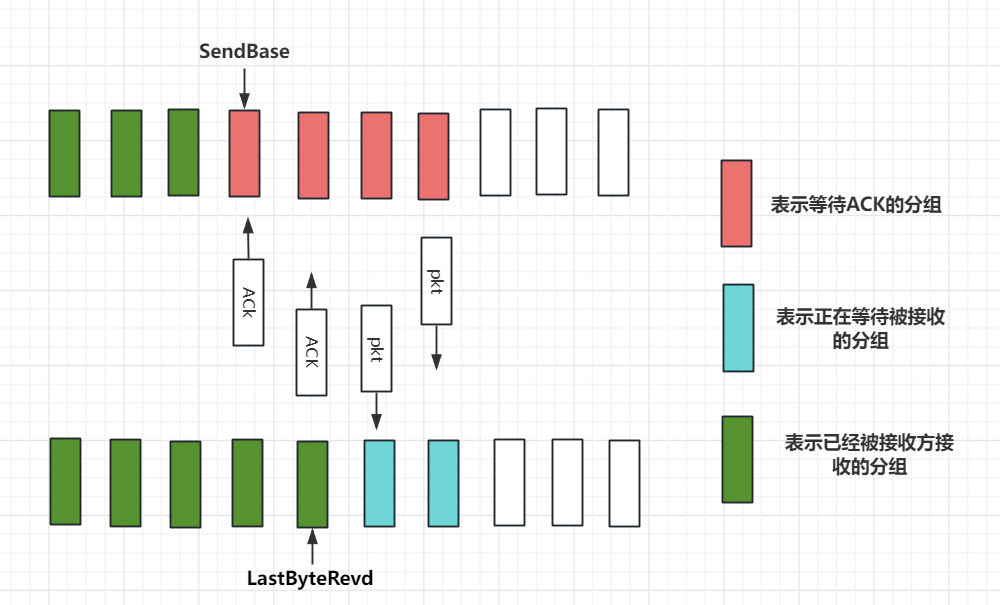 SendBase
表示等待ACK的分组
ACk
ACK
pkt
pkt
表示正在等待被接收
的分组
表示已经被接收方接
收的分组
LastByteRevd